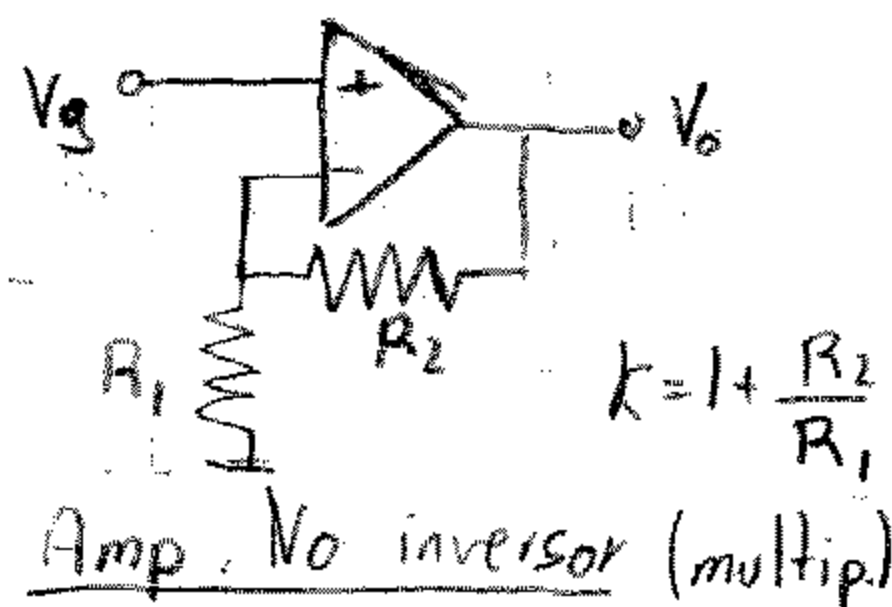 Vg + Vo
-
R2
R1
k = 1 + R2/R1
Amp. No inversor (multip.)